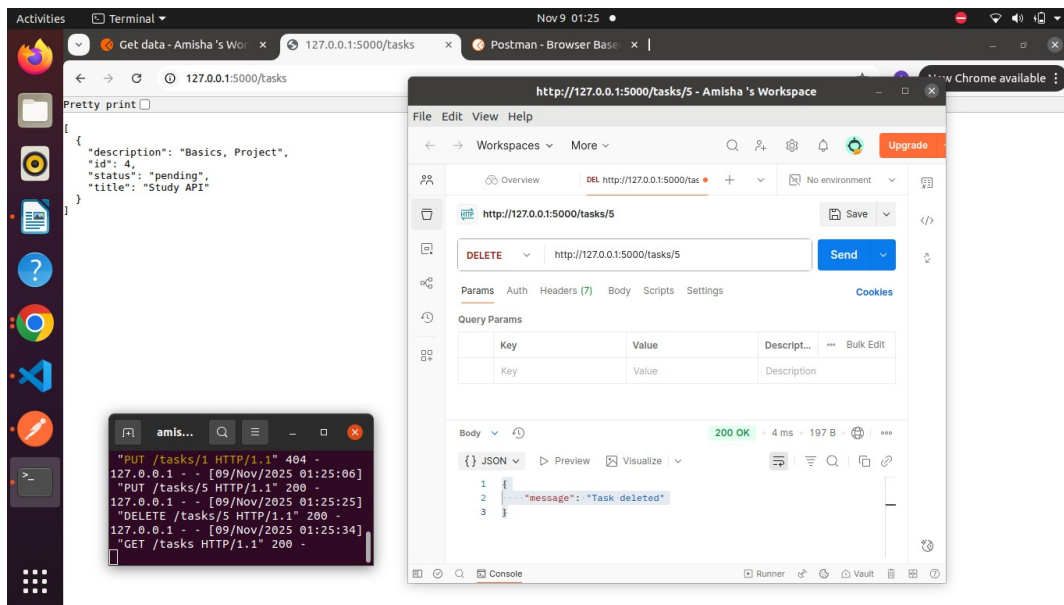 Activities
Terminal
Nov 9 01:25
Get data - Amisha 's Wor
127.0.0.1:5000/tasks
Postman - Browser Base
127.0.0.1:5000/tasks
New Chrome available
Pretty print
[
{
"description": "Basics, Project",
"id": 4,
"status": "pending",
"title": "Study API"
}
]
http://127.0.0.1:5000/tasks/5 - Amisha 's Workspace
File Edit View Help
Workspaces More Upgrade
Overview DEL http://127.0.0.1:5000/tas No environment
HTTP http://127.0.0.1:5000/tasks/5 Save
DELETE http://127.0.0.1:5000/tasks/5 Send
Params Auth Headers (7) Body Scripts Settings Cookies
Query Params
Key Value Descript... Bulk Edit
Key Value Description
Body 200 OK 4 ms 197 B
{} JSON Preview Visualize
1 {
2 "message": "Task deleted"
3 }
Console Runner Vault
amis...
"PUT /tasks/1 HTTP/1.1" 404 -
127.0.0.1 - - [09/Nov/2025 01:25:06]
"PUT /tasks/5 HTTP/1.1" 200 -
127.0.0.1 - - [09/Nov/2025 01:25:25]
"DELETE /tasks/5 HTTP/1.1" 200 -
127.0.0.1 - - [09/Nov/2025 01:25:34]
"GET /tasks HTTP/1.1" 200 -